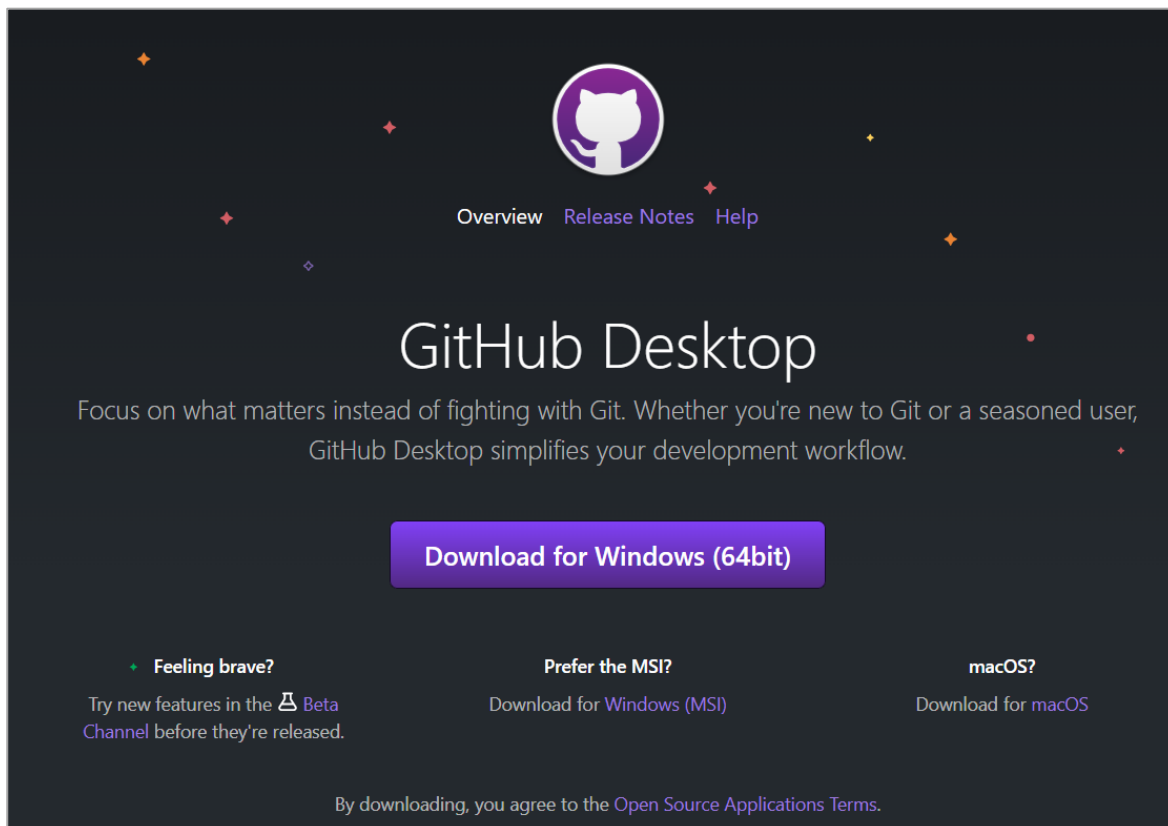 Overview Release Notes Help
GitHub Desktop
Focus on what matters instead of fighting with Git. Whether you're new to Git or a seasoned user,
GitHub Desktop simplifies your development workflow.
Download for Windows (64bit)
Feeling brave?
Try new features in the Beta
Channel before they're released.
Prefer the MSI?
Download for Windows (MSI)
macOS?
Download for macOS
By downloading, you agree to the Open Source Applications Terms.